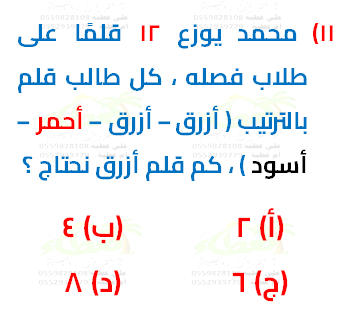 ١١) محمد يوزع ١٢ قلمًا على
طلاب فصله ، كل طالب قلم
بالترتيب ( أزرق – أزرق – أحمر –
أسود ) ، كم قلم أزرق نحتاج ؟
(أ) ٢ (ب) ٤
(ج) ٦ (د) ٨